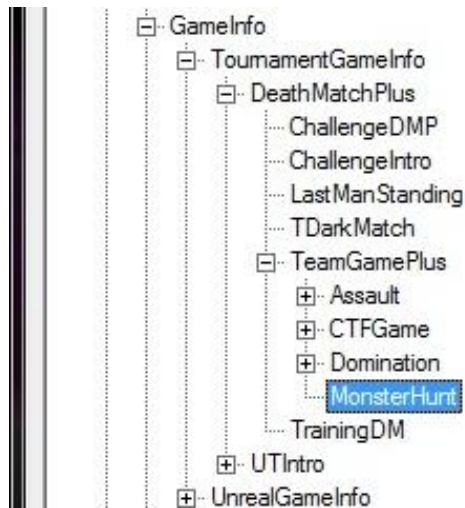 GameInfo
TournamentGameInfo
DeathMatchPlus
ChallengeDMP
ChallengeIntro
LastManStanding
TDarkMatch
TeamGamePlus
Assault
CTFGame
Domination
MonsterHunt
TrainingDM
UTIntro
UnrealGameInfo